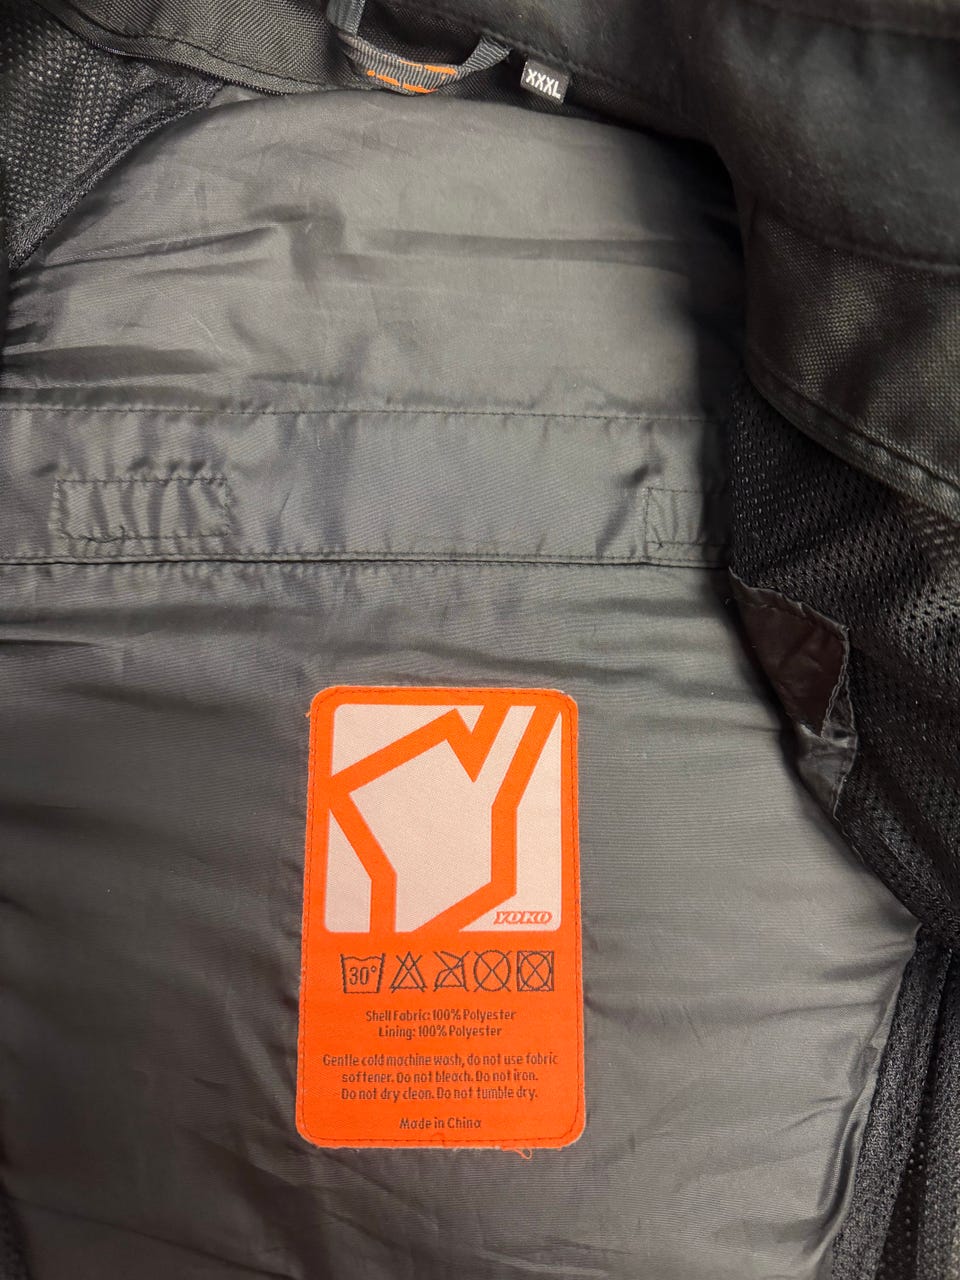 XXXL
YOKO
30°
Shell Fabric: 100% Polyester
Lining: 100% Polyester
Gentle cold machine wash, do not use fabric
softener. Do not bleach. Do not iron.
Do not dry clean. Do not tumble dry.
Made in China